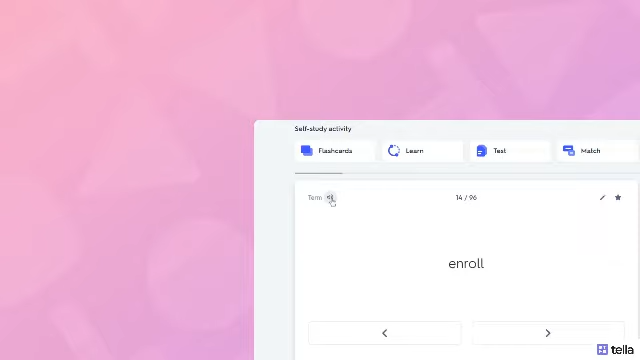 Self-study activity
Flashcards
Learn
Test
Match
Term
14 / 96
enroll
tella